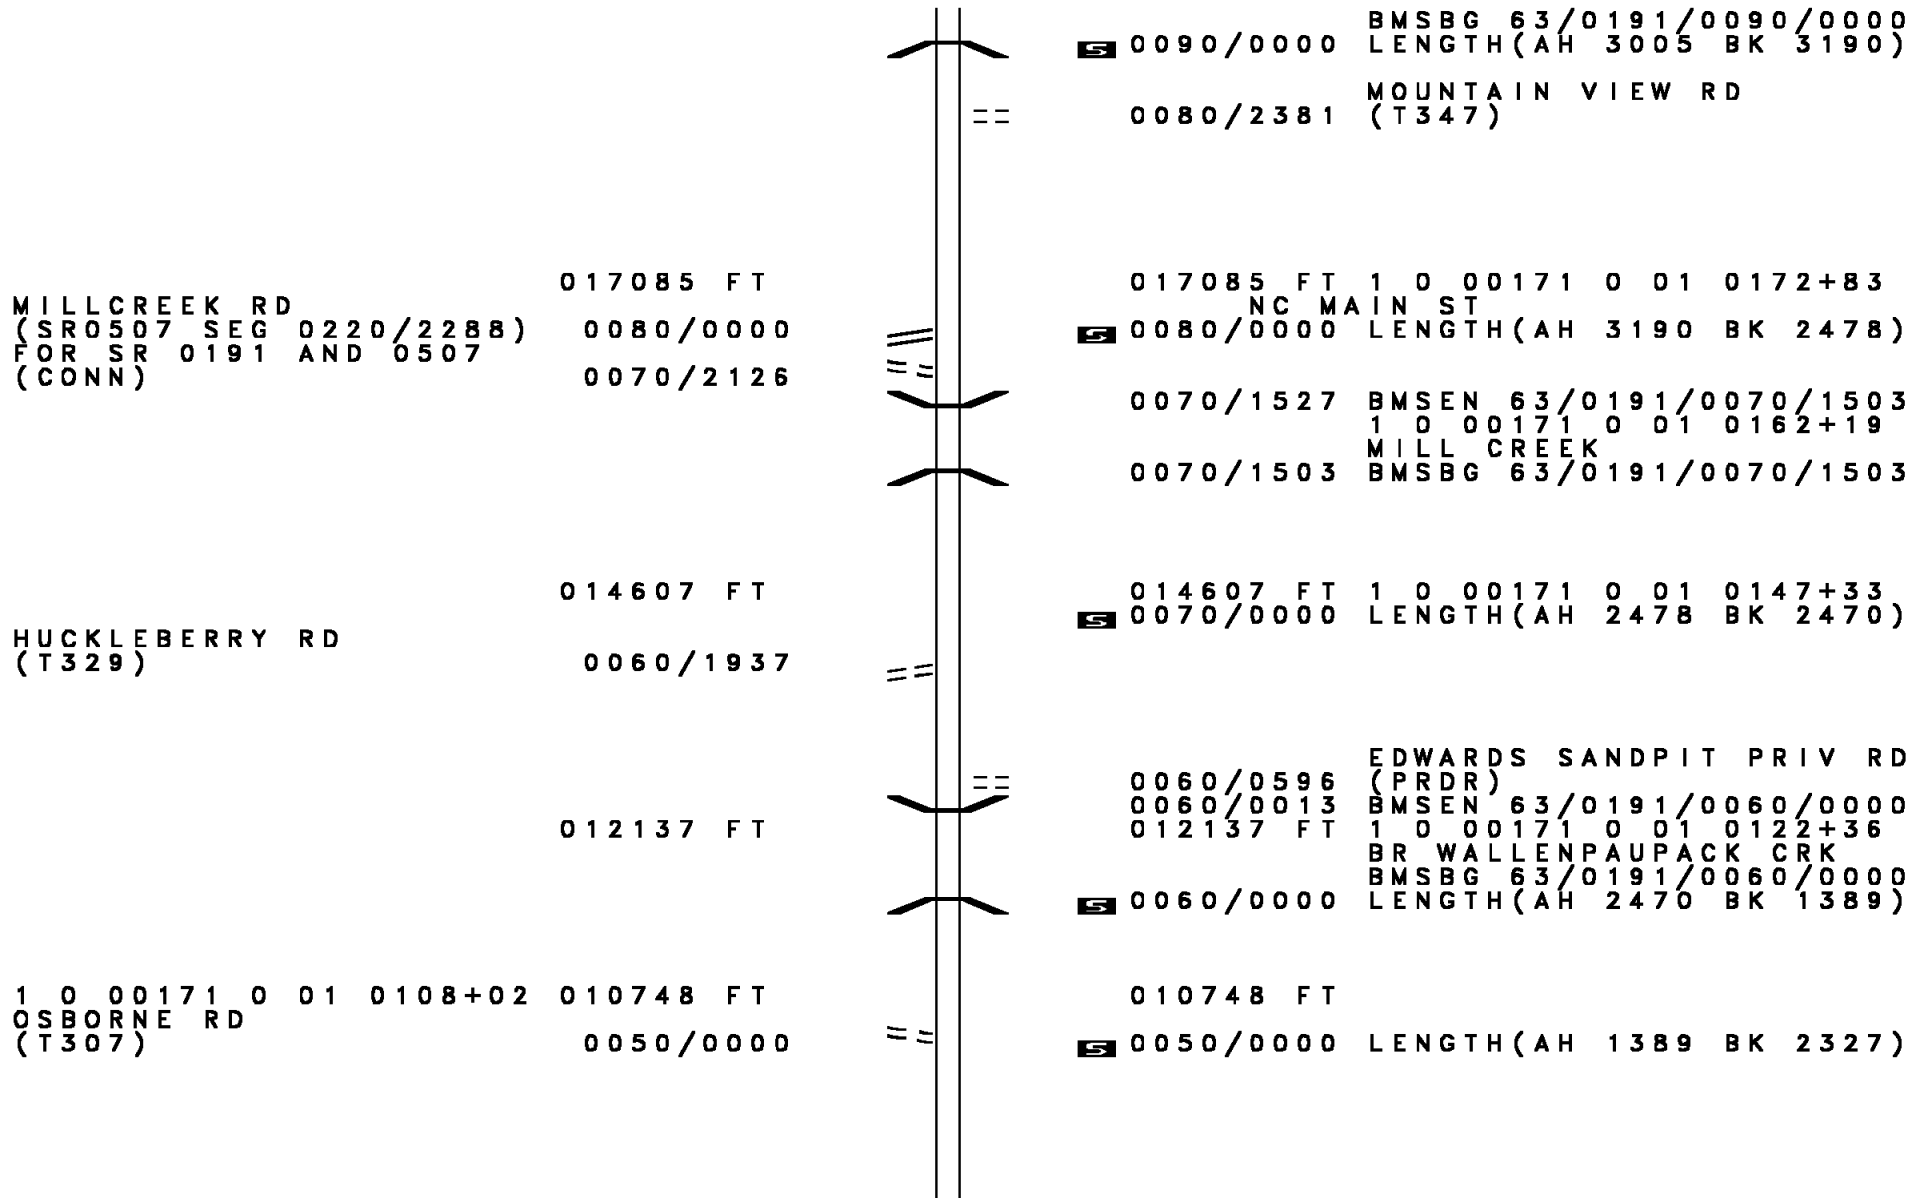 BMSBG 63/0191/0090/0000
S 0090/0000 LENGTH(AH 3005 BK 3190)
MOUNTAIN VIEW RD
0080/2381 (T347)
017085 FT 017085 FT 1 0 00171 0 01 0172+83
MILLCREEK RD NC MAIN ST
(SR0507 SEG 0220/2288) 0080/0000 S 0080/0000 LENGTH(AH 3190 BK 2478)
FOR SR 0191 AND 0507
(CONN) 0070/2126
0070/1527 BMSEN 63/0191/0070/1503
1 0 00171 0 01 0162+19
MILL CREEK
0070/1503 BMSBG 63/0191/0070/1503
014607 FT 014607 FT 1 0 00171 0 01 0147+33
S 0070/0000 LENGTH(AH 2478 BK 2470)
HUCKLEBERRY RD
(T329) 0060/1937
EDWARDS SANDPIT PRIV RD
0060/0596 (PRDR)
0060/0013 BMSEN 63/0191/0060/0000
012137 FT 012137 FT 1 0 00171 0 01 0122+36
BR WALLENPAUPACK CRK
BMSBG 63/0191/0060/0000
S 0060/0000 LENGTH(AH 2470 BK 1389)
1 0 00171 0 01 0108+02 010748 FT 010748 FT
OSBORNE RD
(T307) 0050/0000 S 0050/0000 LENGTH(AH 1389 BK 2327)